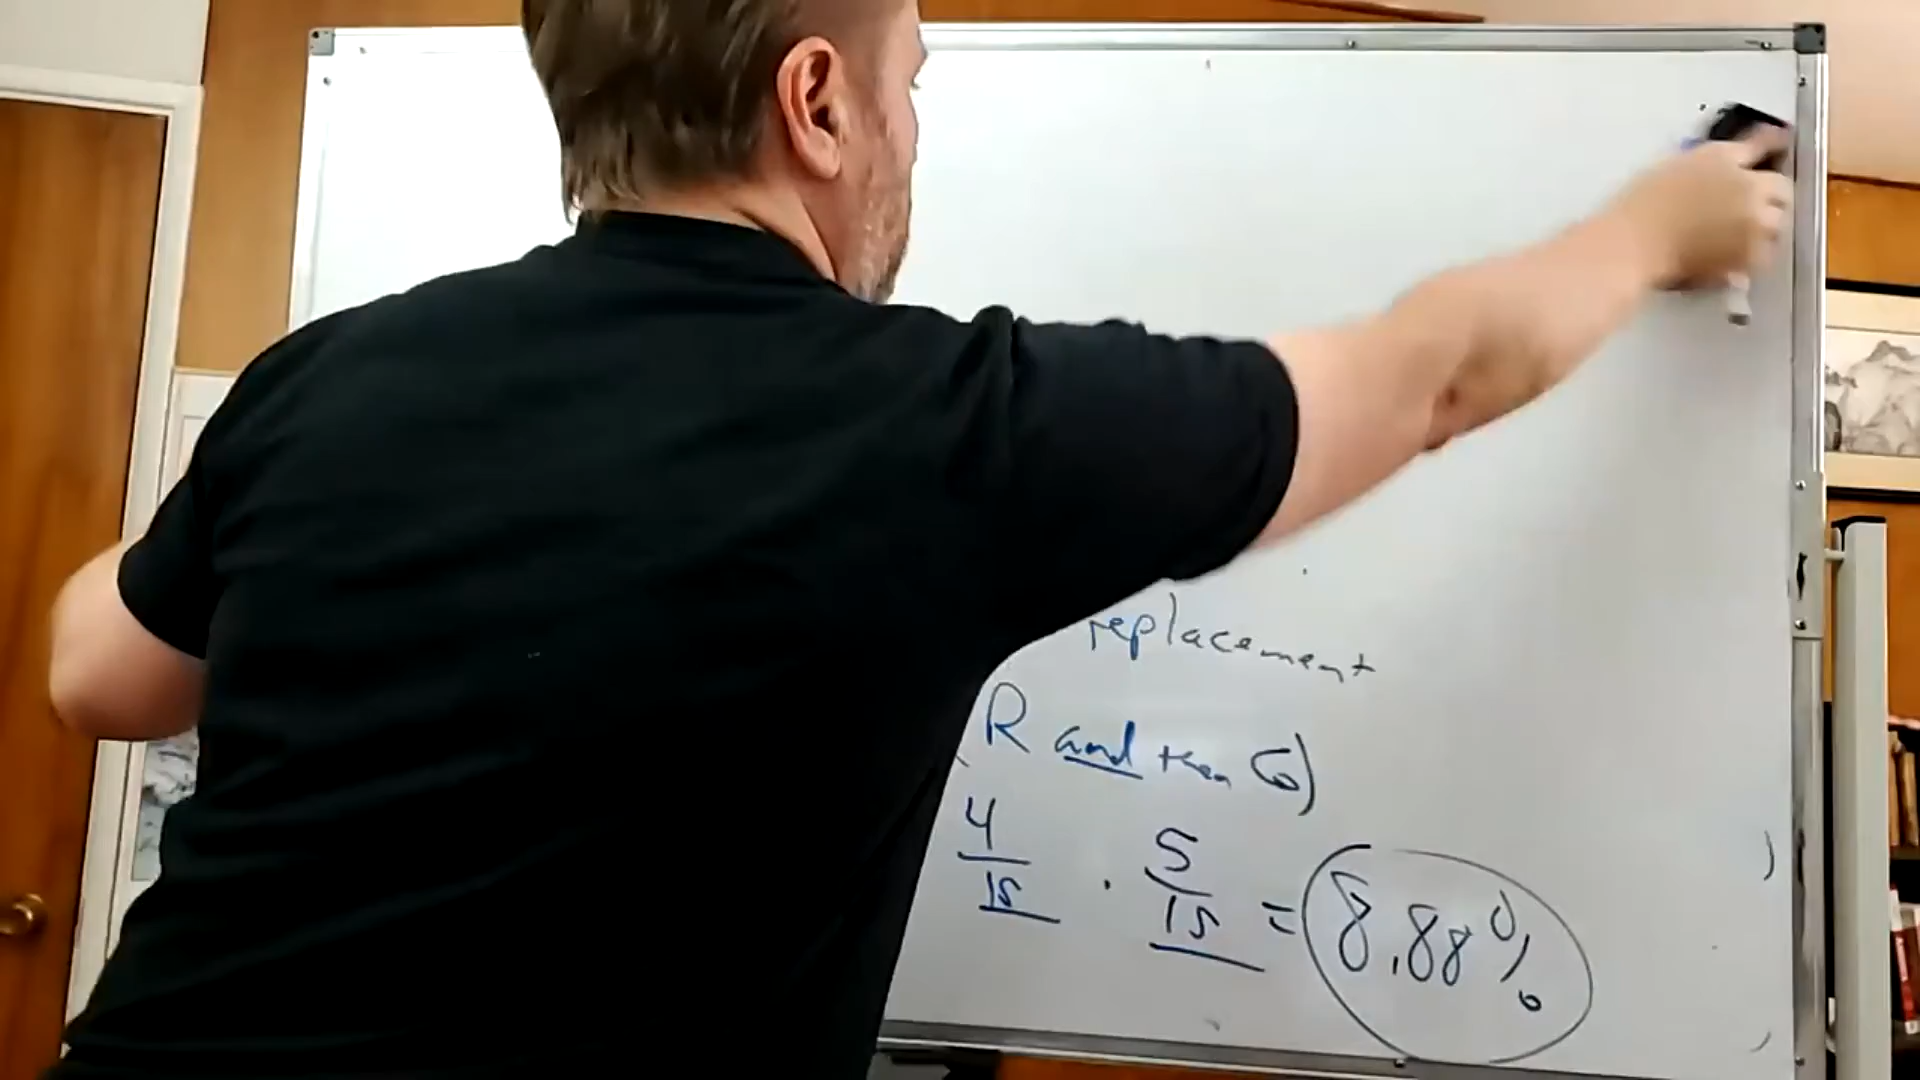 replacement
(R and then G)
4/15 · 5/15 = 8.88%